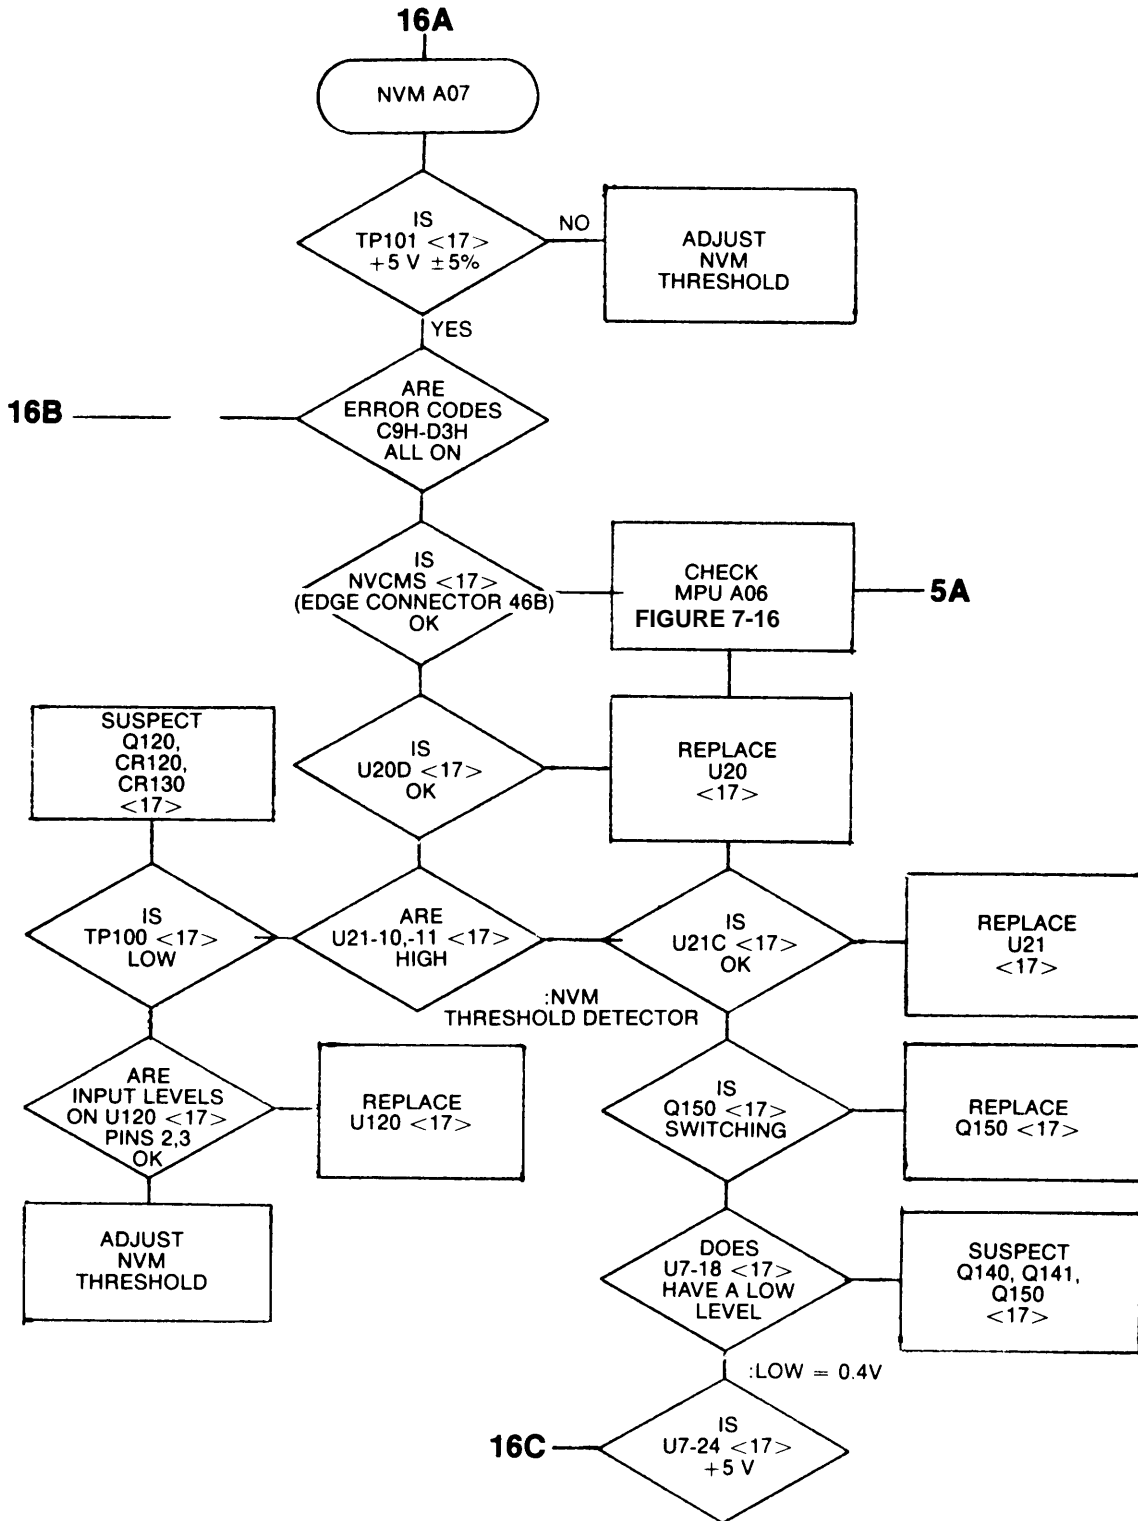 16A
NVM A07
IS
TP101 <17>
+5 V ±5%
NO
ADJUST
NVM
THRESHOLD
YES
16B
ARE
ERROR CODES
C9H-D3H
ALL ON
IS
NVCMS <17>
(EDGE CONNECTOR 46B)
OK
CHECK
MPU A06
FIGURE 7-16
5A
SUSPECT
Q120,
CR120,
CR130
<17>
IS
U20D <17>
OK
REPLACE
U20
<17>
IS
TP100 <17>
LOW
ARE
U21-10,-11 <17>
HIGH
IS
U21C <17>
OK
REPLACE
U21
<17>
:NVM
THRESHOLD DETECTOR
ARE
INPUT LEVELS
ON U120 <17>
PINS 2,3
OK
REPLACE
U120 <17>
IS
Q150 <17>
SWITCHING
REPLACE
Q150 <17>
ADJUST
NVM
THRESHOLD
DOES
U7-18 <17>
HAVE A LOW
LEVEL
SUSPECT
Q140, Q141,
Q150
<17>
:LOW = 0.4V
16C
IS
U7-24 <17>
+5 V